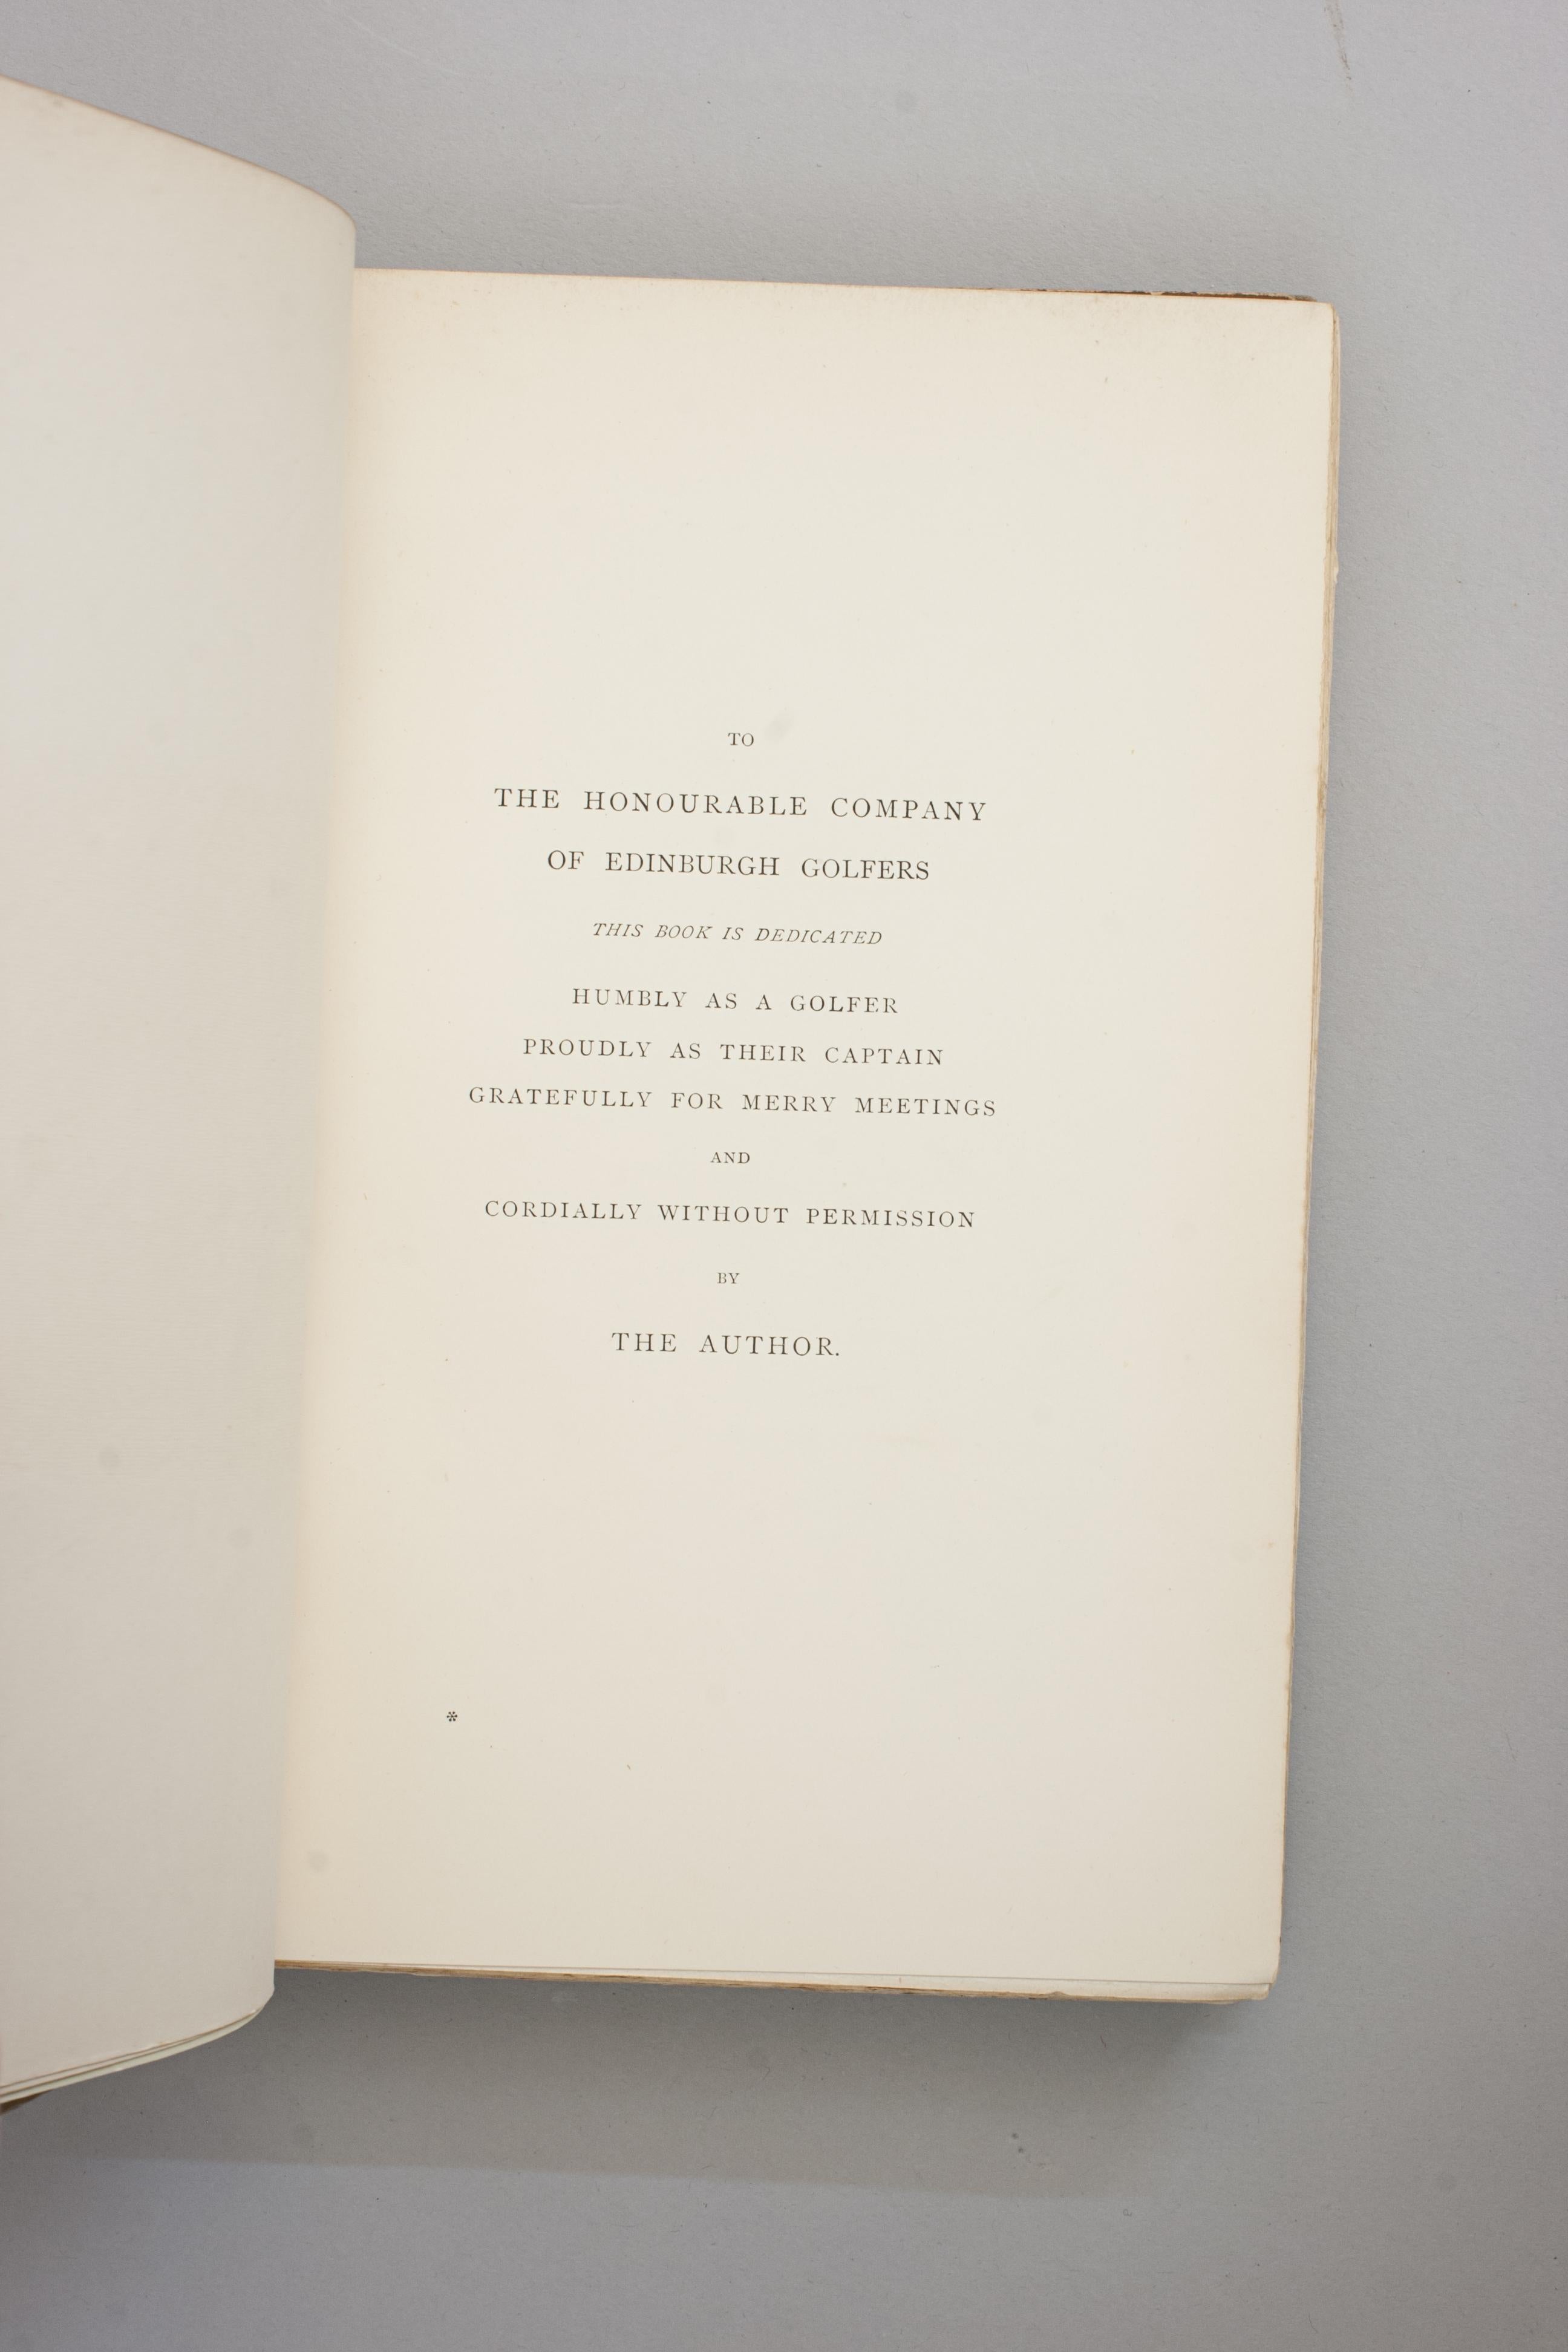 TO
THE HONOURABLE COMPANY
OF EDINBURGH GOLFERS
THIS BOOK IS DEDICATED
HUMBLY AS A GOLFER
PROUDLY AS THEIR CAPTAIN
GRATEFULLY FOR MERRY MEETINGS
AND
CORDIALLY WITHOUT PERMISSION
BY
THE AUTHOR.
*